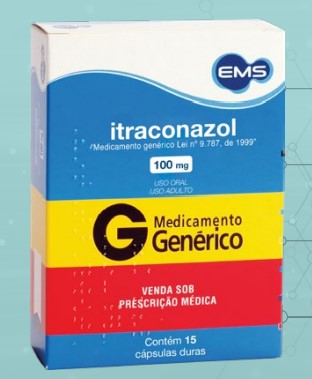 EMS
itraconazol
"Medicamento genérico Lei nº 9.787, de 1999"
100 mg
USO ORAL
USO ADULTO
G Medicamento
Genérico
VENDA SOB
PRESCRIÇÃO MÉDICA
Contém 15
cápsulas duras